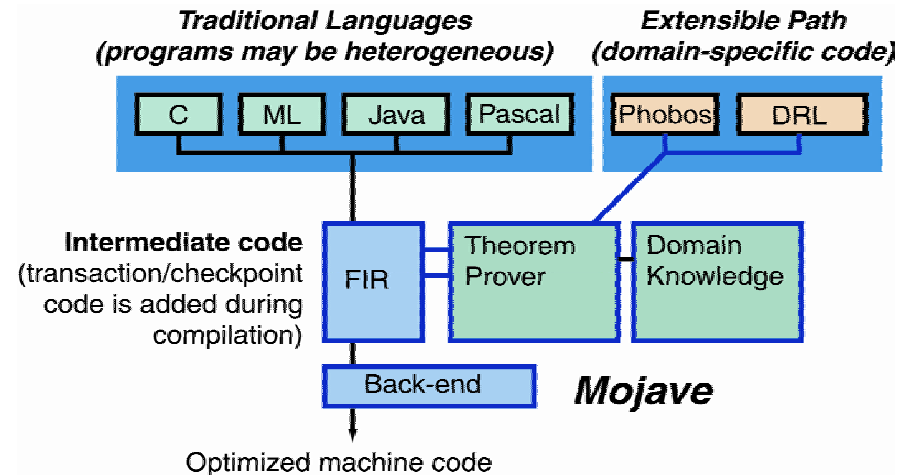 Traditional Languages
(programs may be heterogeneous)
Extensible Path
(domain-specific code)
C
ML
Java
Pascal
Phobos
DRL
Intermediate code
(transaction/checkpoint
code is added during
compilation)
FIR
Theorem
Prover
Domain
Knowledge
Back-end
Mojave
Optimized machine code